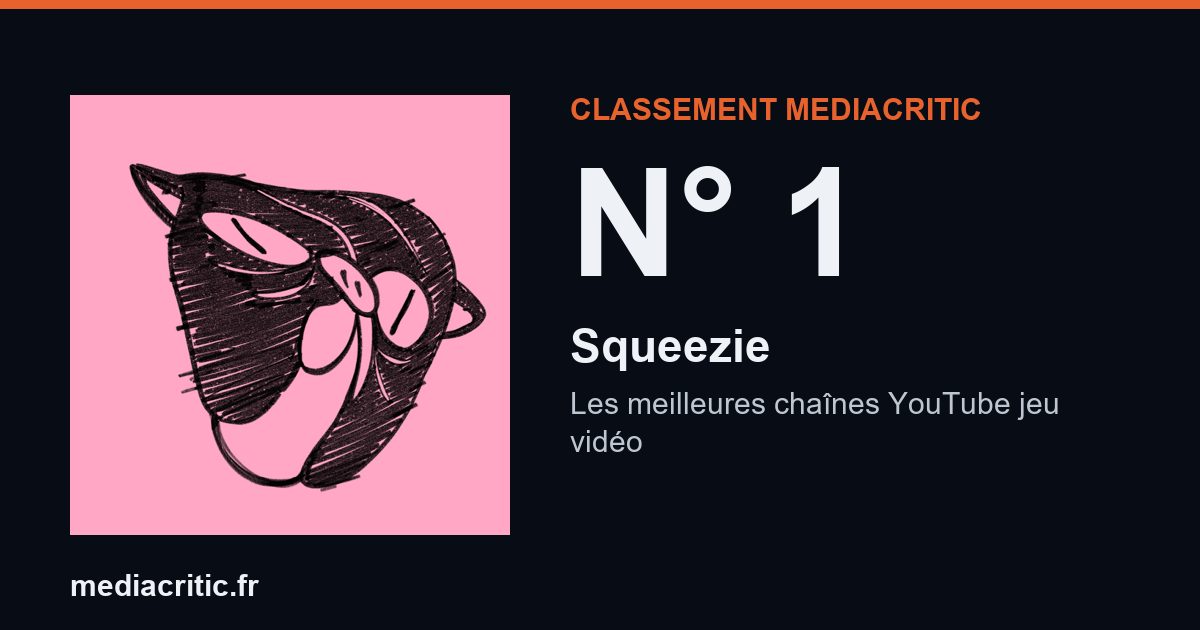 CLASSEMENT MEDIACRITIC
N° 1
Squeezie
Les meilleures chaînes YouTube jeu
vidéo
mediacritic.fr